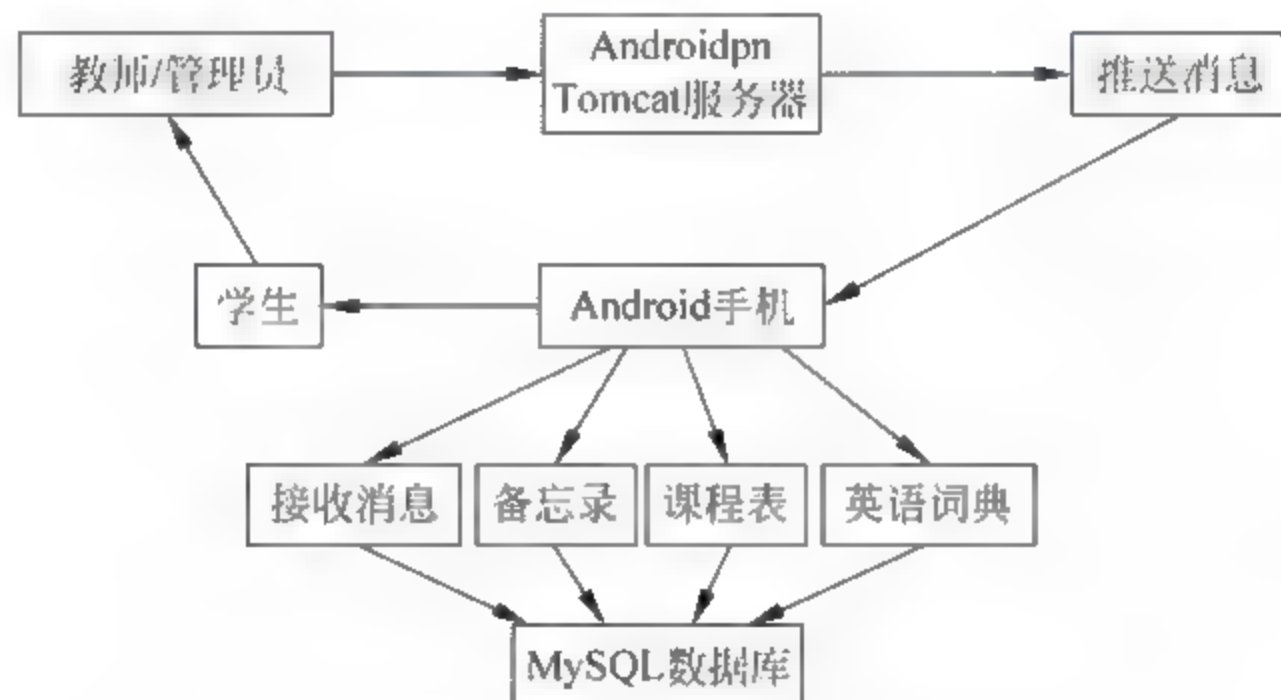 教师/管理员
Androidpn
Tomcat服务器
推送消息
学生
Android手机
接收消息
备忘录
课程表
英语词典
MySQL数据库